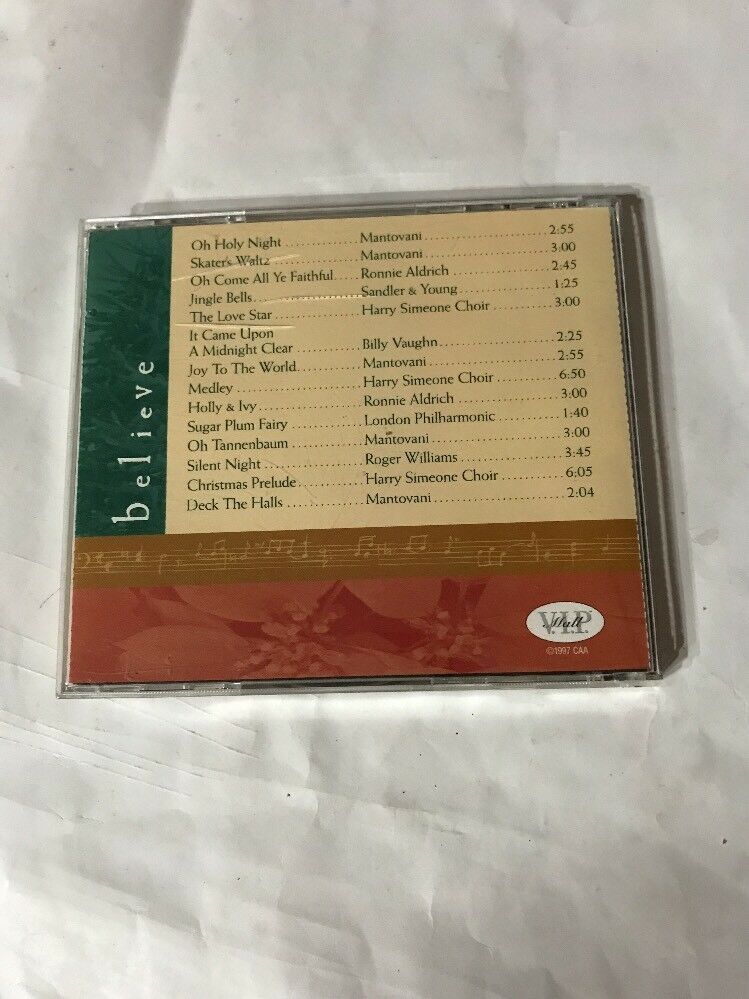 believe
Oh Holy Night .............. Mantovani .......................... 2:55
Skater's Waltz ................ Mantovani .......................... 3:00
Oh Come All Ye Faithful..... Ronnie Aldrich .................... 2:45
Jingle Bells...................... Sandler & Young ................... 1:25
The Love Star .................. Harry Simeone Choir ............ 3:00
It Came Upon
A Midnight Clear ............ Billy Vaughn ....................... 2:25
Joy To The World............. Mantovani .......................... 2:55
Medley .......................... Harry Simeone Choir ............ 6:50
Holly & Ivy..................... Ronnie Aldrich .................... 3:00
Sugar Plum Fairy .............. London Philharmonic ........... 1:40
Oh Tannenbaum .............. Mantovani .......................... 3:00
Silent Night .................... Roger Williams .................... 3:45
Christmas Prelude............. Harry Simeone Choir ............ 6:05
Deck The Halls ................ Mantovani .......................... 2:04
V.I.P. Mall
©1997 CAA